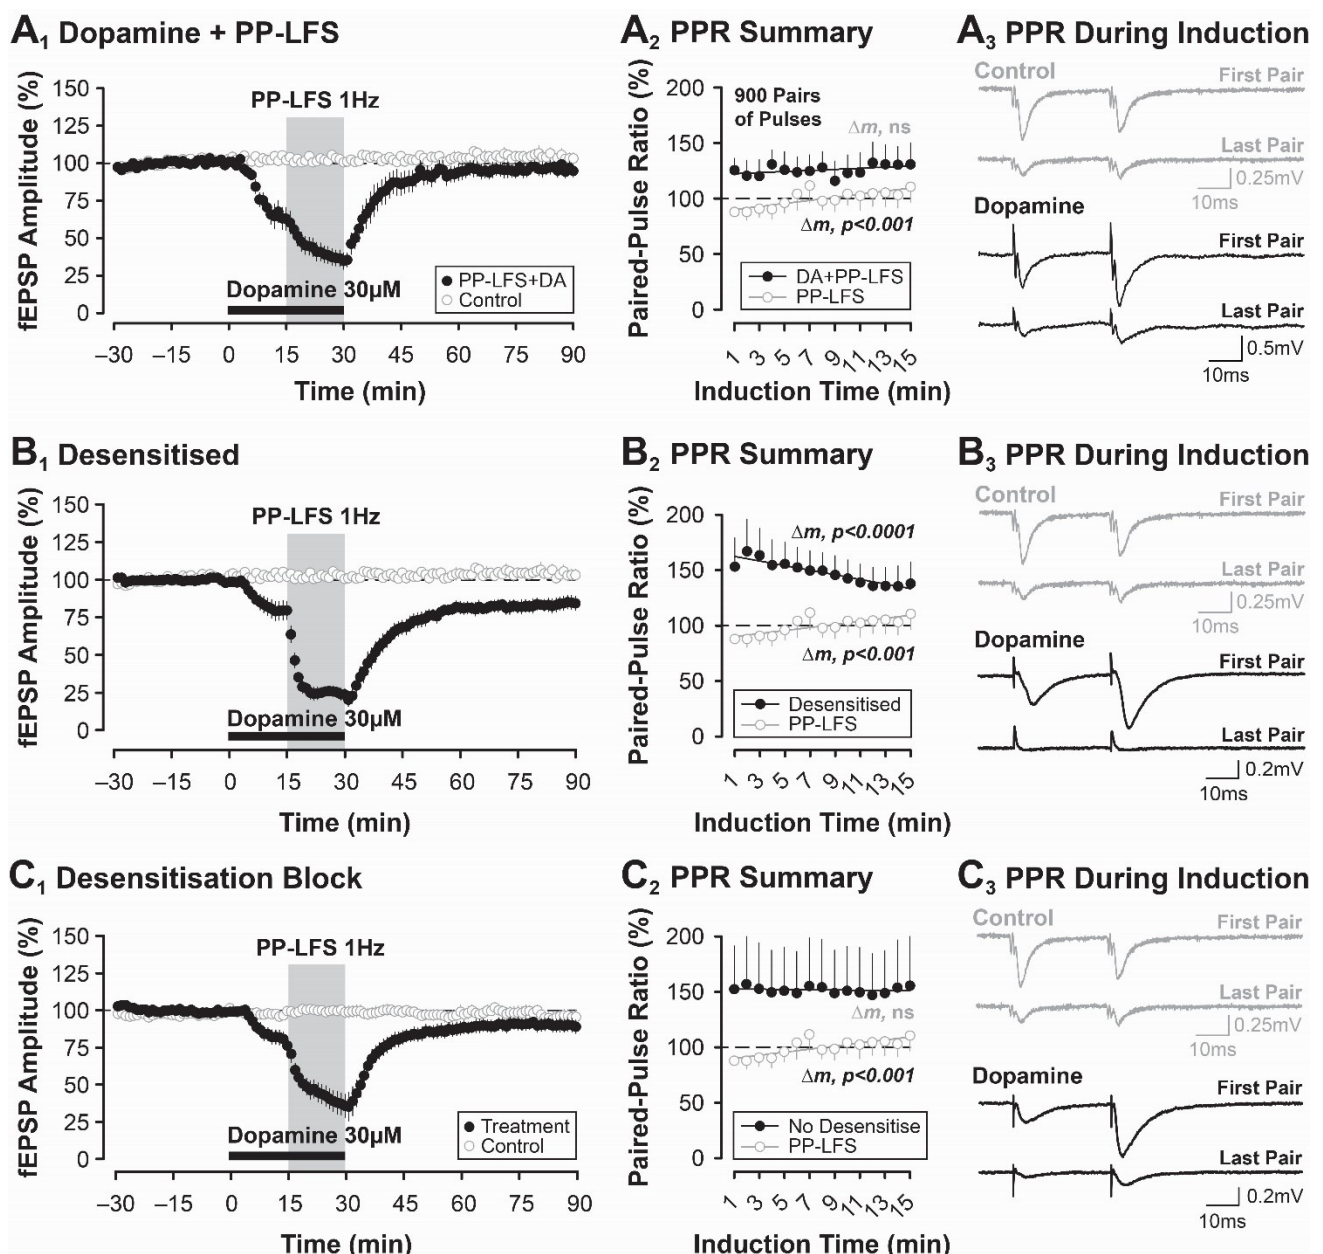 A1 Dopamine + PP-LFS
fEPSP Amplitude (%)
150
125
100
75
50
25
0
PP-LFS 1Hz
Dopamine 30µM
PP-LFS+DA
Control
–30 –15 0 15 30 45 60 75 90
Time (min)
A2 PPR Summary
Paired-Pulse Ratio (%)
200
150
100
50
0
900 Pairs
of Pulses
Δm, ns
Δm, p<0.001
DA+PP-LFS
PP-LFS
1 3 5 7 9 11 13 15
Induction Time (min)
A3 PPR During Induction
Control
First Pair
Last Pair
0.25mV
10ms
Dopamine
First Pair
Last Pair
0.5mV
10ms
B1 Desensitised
fEPSP Amplitude (%)
150
125
100
75
50
25
0
PP-LFS 1Hz
Dopamine 30µM
–30 –15 0 15 30 45 60 75 90
Time (min)
B2 PPR Summary
Paired-Pulse Ratio (%)
200
150
100
50
0
Δm, p<0.0001
Δm, p<0.001
Desensitised
PP-LFS
1 3 5 7 9 11 13 15
Induction Time (min)
B3 PPR During Induction
Control
First Pair
Last Pair
0.25mV
10ms
Dopamine
First Pair
Last Pair
0.2mV
10ms
C1 Desensitisation Block
fEPSP Amplitude (%)
150
125
100
75
50
25
0
PP-LFS 1Hz
Dopamine 30µM
Treatment
Control
–30 –15 0 15 30 45 60 75 90
Time (min)
C2 PPR Summary
Paired-Pulse Ratio (%)
200
150
100
50
0
Δm, ns
Δm, p<0.001
No Desensitise
PP-LFS
1 3 5 7 9 11 13 15
Induction Time (min)
C3 PPR During Induction
Control
First Pair
Last Pair
0.25mV
10ms
Dopamine
First Pair
Last Pair
0.2mV
10ms